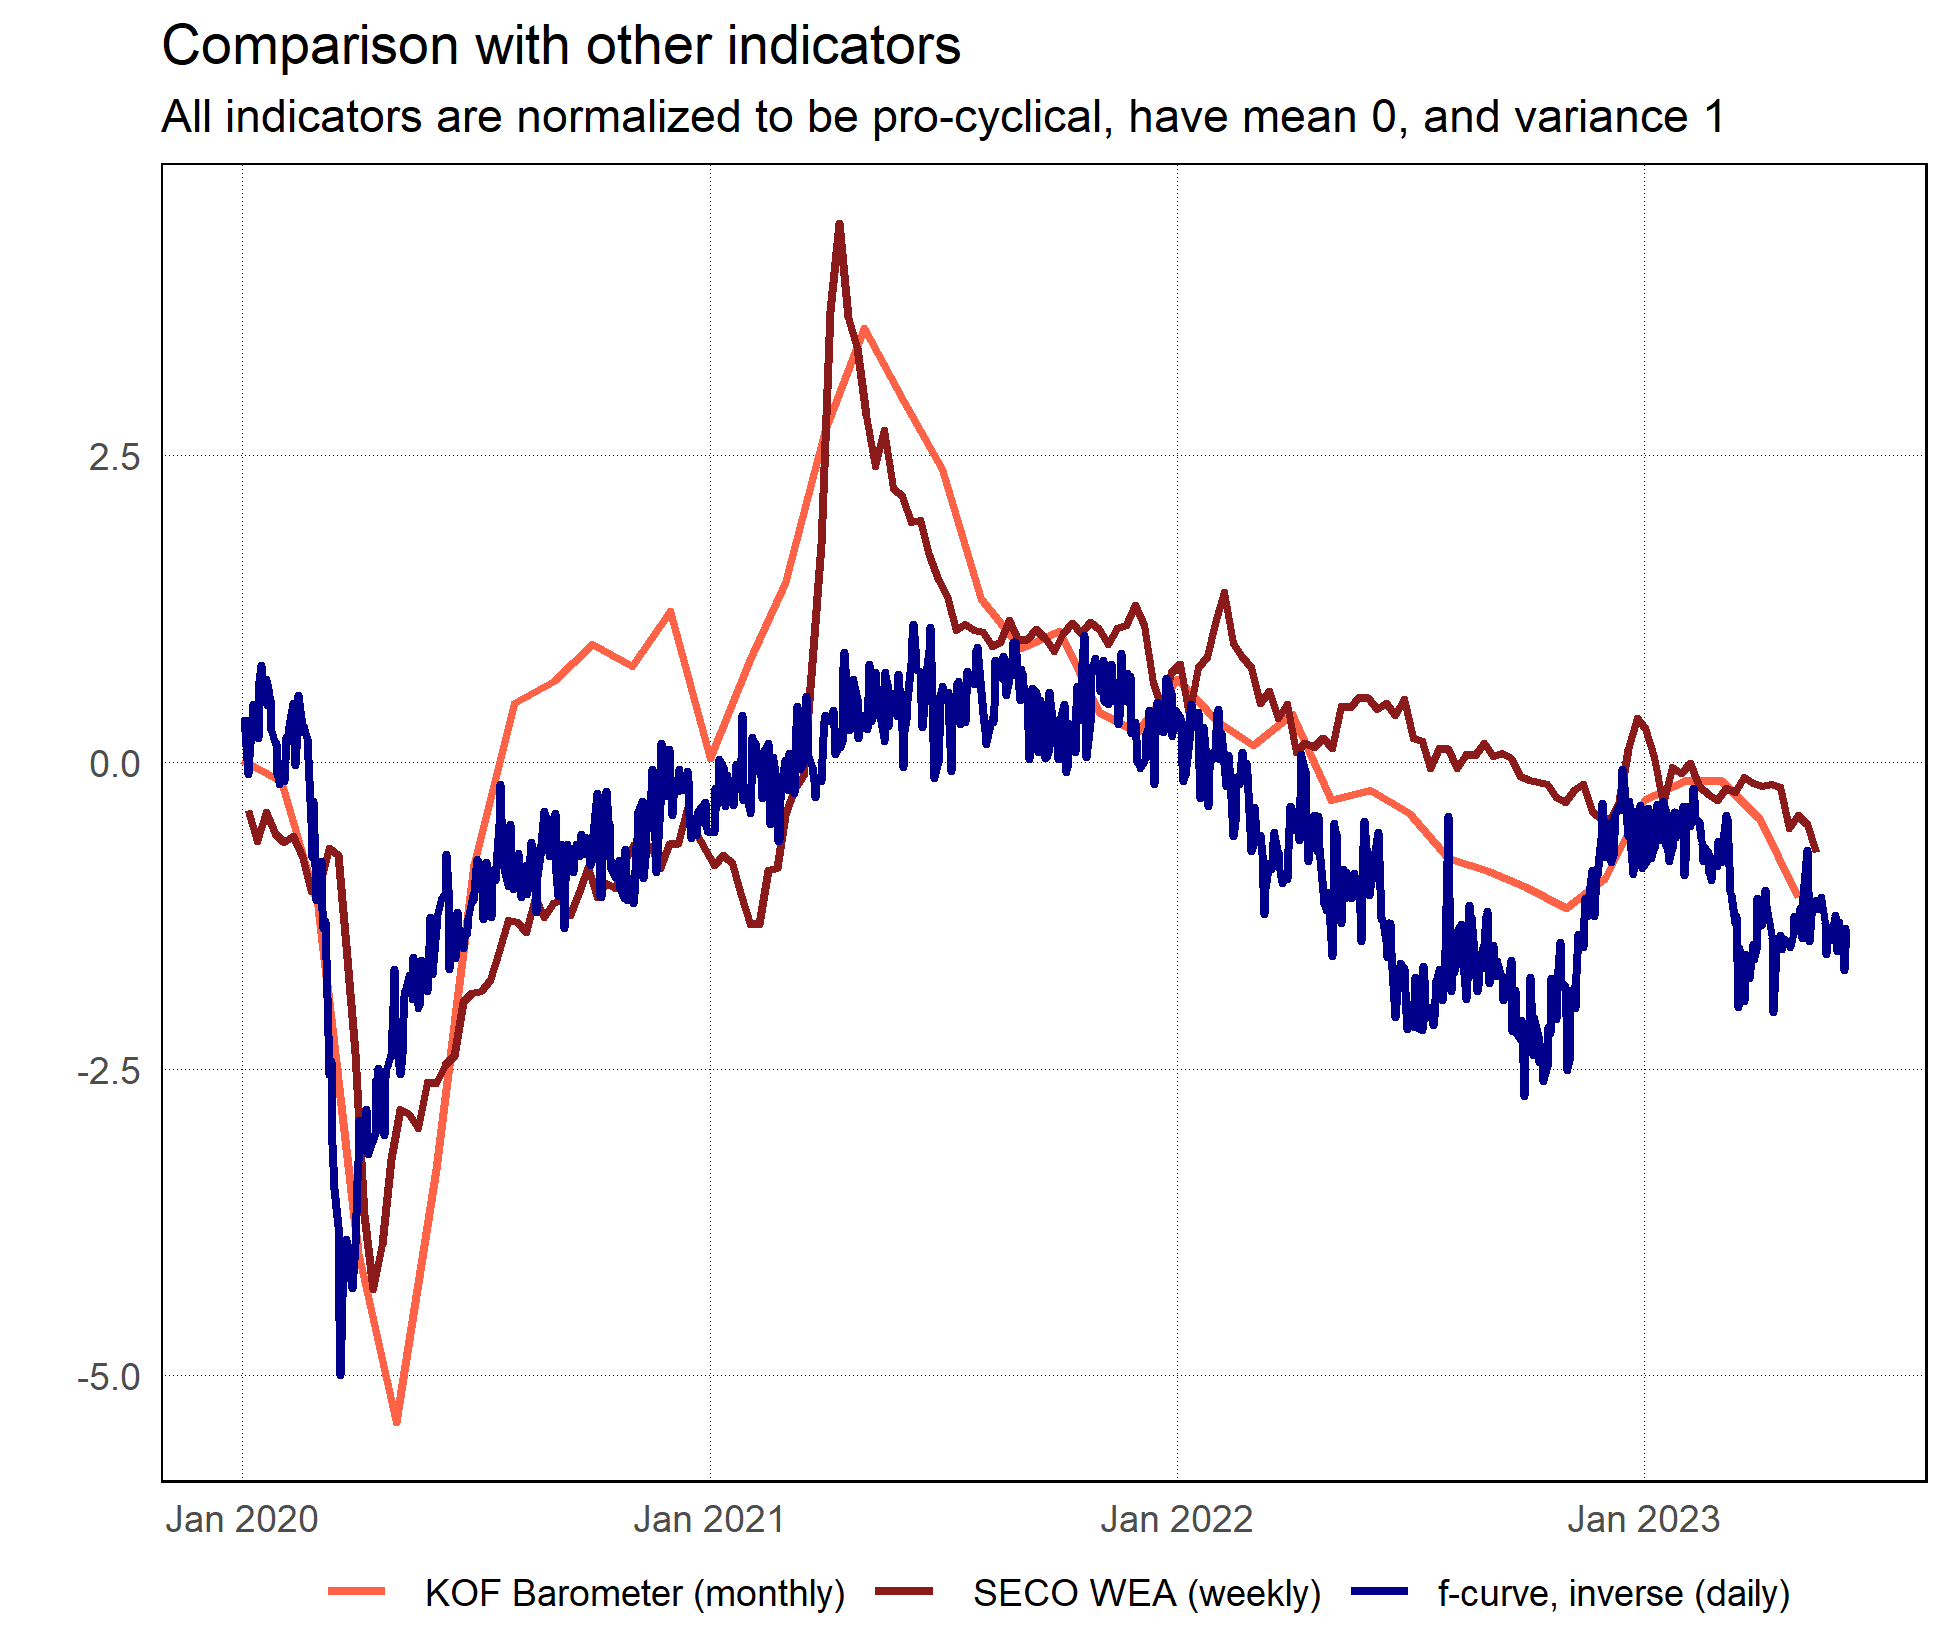 Comparison with other indicators
All indicators are normalized to be pro-cyclical, have mean 0, and variance 1
2.5
0.0
-2.5
-5.0
Jan 2020 Jan 2021 Jan 2022 Jan 2023
KOF Barometer (monthly) SECO WEA (weekly) f-curve, inverse (daily)